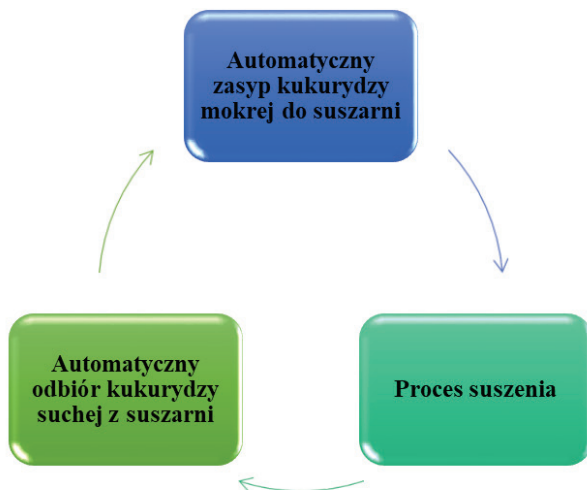 Automatyczny
zasyp kukurydzy
mokrej do suszarni
Proces suszenia
Automatyczny
odbiór kukurydzy
suchej z suszarni